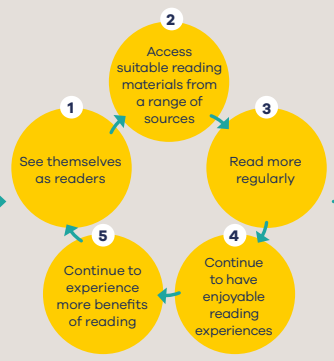 1
See themselves
as readers
2
Access
suitable reading
materials from
a range of
sources
3
Read more
regularly
4
Continue
to have
enjoyable
reading
experiences
5
Continue to
experience
more benefits
of reading